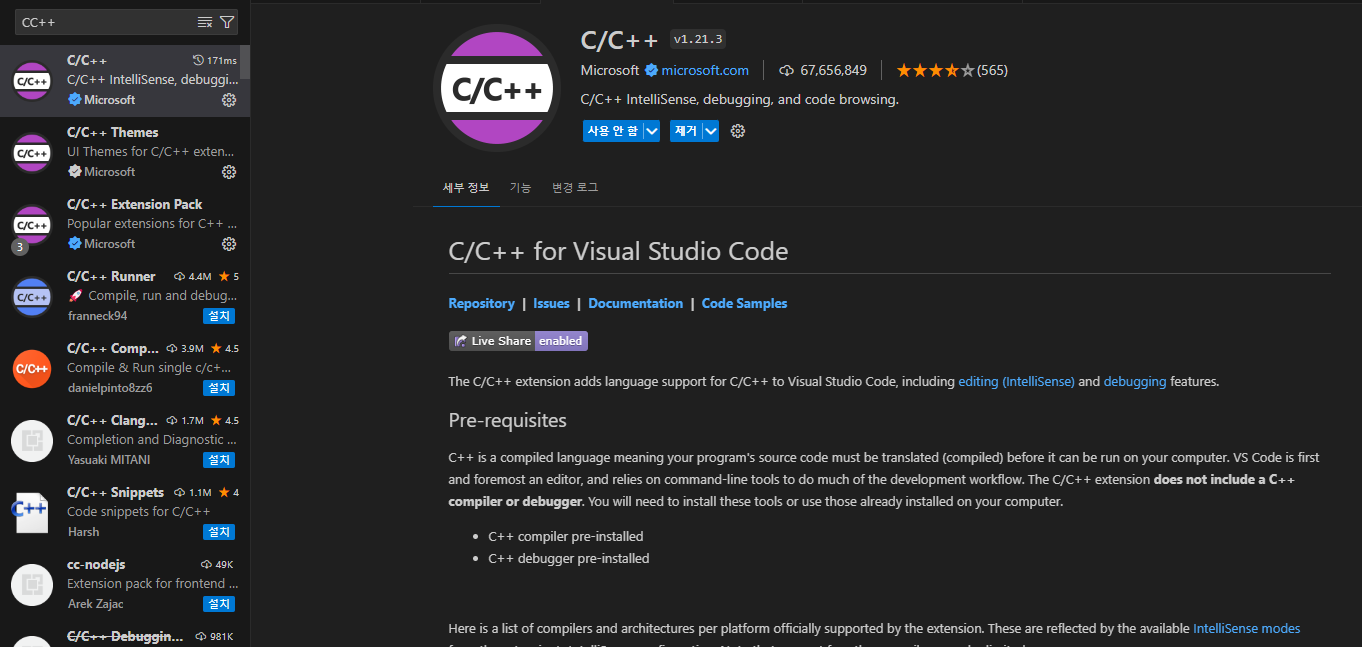 CC++
C/C++
171ms
C/C++ IntelliSense, debuggi...
Microsoft
C/C++ Themes
UI Themes for C/C++ exten...
Microsoft
C/C++ Extension Pack
Popular extensions for C++ ...
Microsoft
3
C/C++ Runner 4.4M 5
🚀 Compile, run and debug...
franneck94 설치
C/C++ Comp... 3.9M 4.5
Compile & Run single c/c+...
danielpinto8zz6 설치
C/C++ Clang... 1.7M 4.5
Completion and Diagnostic ...
Yasuaki MITANI 설치
C/C++ Snippets 1.1M 4
Code snippets for C/C++
Harsh 설치
cc-nodejs 49K
Extension pack for frontend ...
Arek Zajac 설치
C/C++ Debuggin... 981K
C/C++
C/C++
C/C++
C/C++
C/C++
C++
C/C++
C/C++ v1.21.3
Microsoft microsoft.com 67,656,849 (565)
C/C++ IntelliSense, debugging, and code browsing.
사용 안 함 제거
세부 정보 기능 변경 로그
C/C++ for Visual Studio Code
Repository | Issues | Documentation | Code Samples
Live Share enabled
The C/C++ extension adds language support for C/C++ to Visual Studio Code, including editing (IntelliSense) and debugging features.
Pre-requisites
C++ is a compiled language meaning your program's source code must be translated (compiled) before it can be run on your computer. VS Code is first
and foremost an editor, and relies on command-line tools to do much of the development workflow. The C/C++ extension does not include a C++
compiler or debugger. You will need to install these tools or use those already installed on your computer.
• C++ compiler pre-installed
• C++ debugger pre-installed
Here is a list of compilers and architectures per platform officially supported by the extension. These are reflected by the available IntelliSense modes